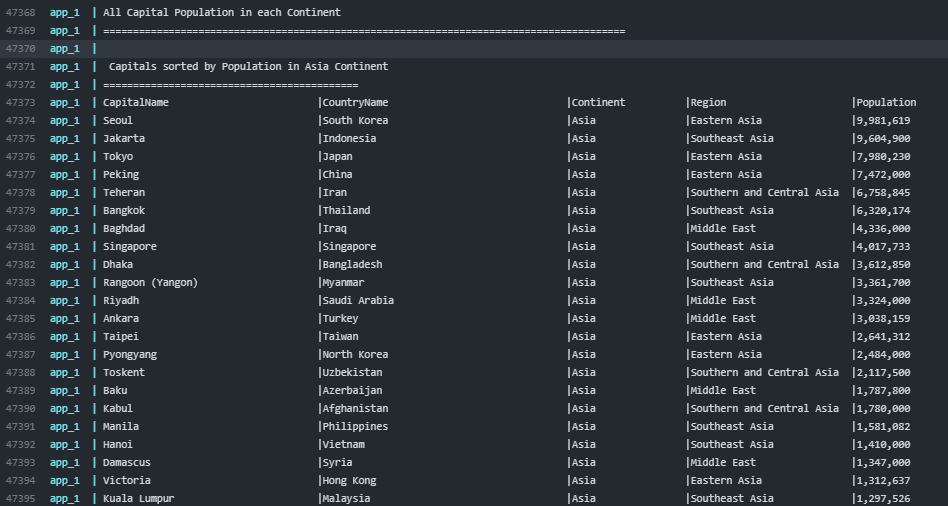 47368 app_1 | All Capital Population in each Continent
47369 app_1 | ========================================================================================
47370 app_1 |
47371 app_1 |  Capitals sorted by Population in Asia Continent
47372 app_1 | ===========================================
47373 app_1 | CapitalName |CountryName |Continent |Region |Population
47374 app_1 | Seoul |South Korea |Asia |Eastern Asia |9,981,619
47375 app_1 | Jakarta |Indonesia |Asia |Southeast Asia |9,604,900
47376 app_1 | Tokyo |Japan |Asia |Eastern Asia |7,980,230
47377 app_1 | Peking |China |Asia |Eastern Asia |7,472,000
47378 app_1 | Teheran |Iran |Asia |Southern and Central Asia |6,758,845
47379 app_1 | Bangkok |Thailand |Asia |Southeast Asia |6,320,174
47380 app_1 | Baghdad |Iraq |Asia |Middle East |4,336,000
47381 app_1 | Singapore |Singapore |Asia |Southeast Asia |4,017,733
47382 app_1 | Dhaka |Bangladesh |Asia |Southern and Central Asia |3,612,850
47383 app_1 | Rangoon (Yangon) |Myanmar |Asia |Southeast Asia |3,361,700
47384 app_1 | Riyadh |Saudi Arabia |Asia |Middle East |3,324,000
47385 app_1 | Ankara |Turkey |Asia |Middle East |3,038,159
47386 app_1 | Taipei |Taiwan |Asia |Eastern Asia |2,641,312
47387 app_1 | Pyongyang |North Korea |Asia |Eastern Asia |2,484,000
47388 app_1 | Toskent |Uzbekistan |Asia |Southern and Central Asia |2,117,500
47389 app_1 | Baku |Azerbaijan |Asia |Middle East |1,787,800
47390 app_1 | Kabul |Afghanistan |Asia |Southern and Central Asia |1,780,000
47391 app_1 | Manila |Philippines |Asia |Southeast Asia |1,581,082
47392 app_1 | Hanoi |Vietnam |Asia |Southeast Asia |1,410,000
47393 app_1 | Damascus |Syria |Asia |Middle East |1,347,000
47394 app_1 | Victoria |Hong Kong |Asia |Eastern Asia |1,312,637
47395 app_1 | Kuala Lumpur |Malaysia |Asia |Southeast Asia |1,297,526